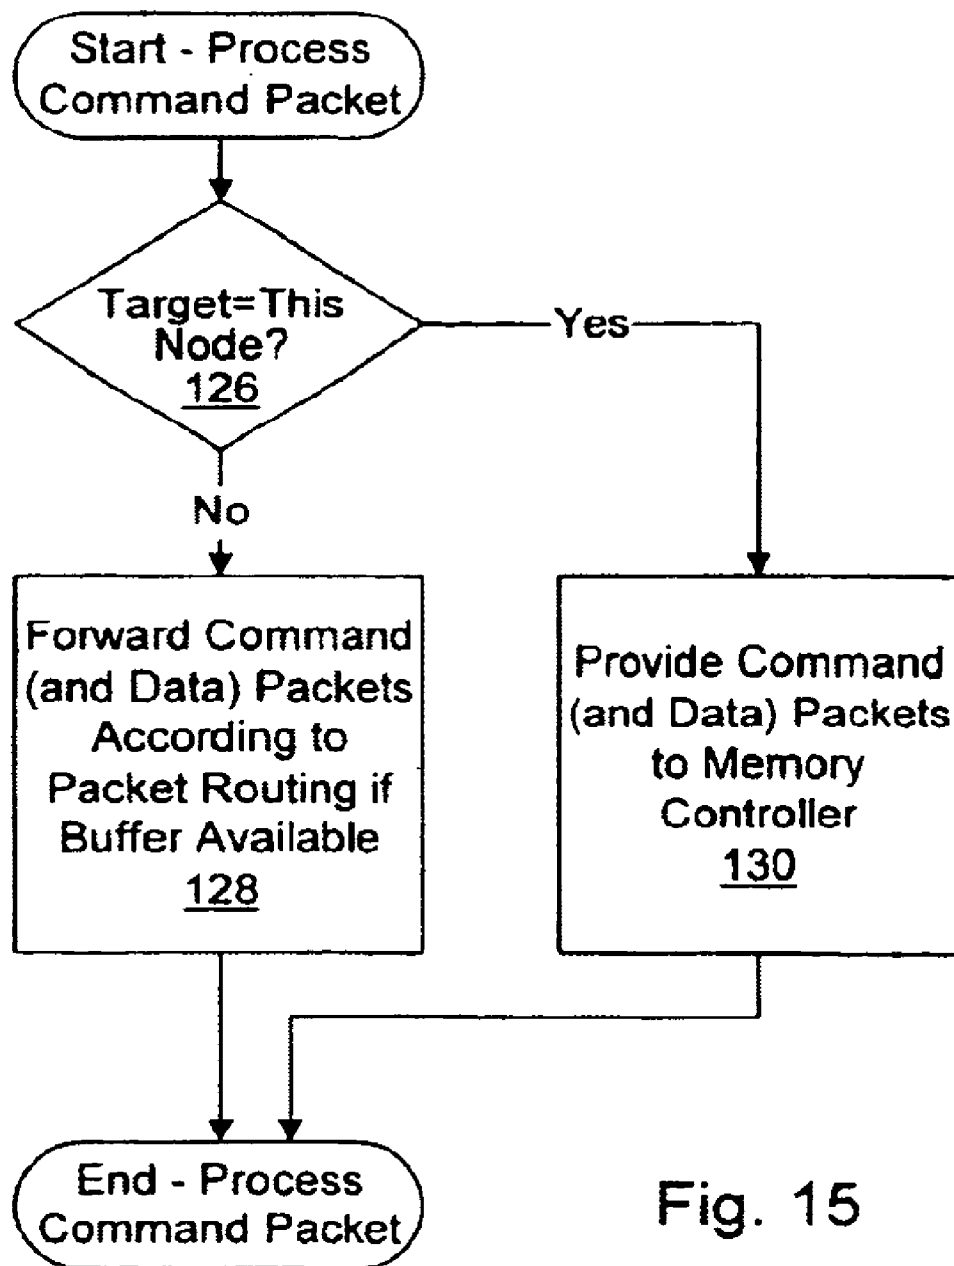 Start - Process
Command Packet
Target=This
Node?
126
Yes
No
Forward Command
(and Data) Packets
According to
Packet Routing if
Buffer Available
128
Provide Command
(and Data) Packets
to Memory
Controller
130
End - Process
Command Packet
Fig. 15